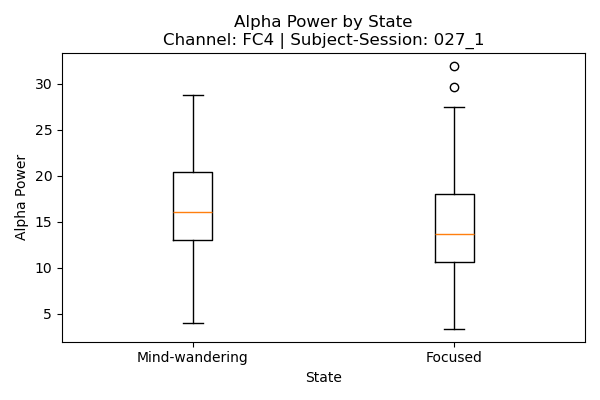 Alpha Power by State
Channel: FC4 | Subject-Session: 027_1
30
25
20
15
10
5
Alpha Power
Mind-wandering
Focused
State